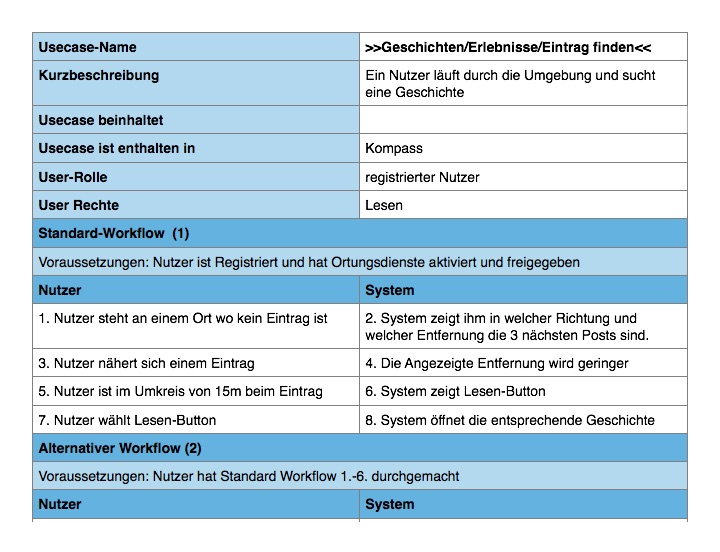 Usecase-Name >>Geschichten/Erlebnisse/Eintrag finden<<
Kurzbeschreibung Ein Nutzer läuft durch die Umgebung und sucht
eine Geschichte
Usecase beinhaltet
Usecase ist enthalten in Kompass
User-Rolle registrierter Nutzer
User Rechte Lesen
Standard-Workflow (1)
Voraussetzungen: Nutzer ist Registriert und hat Ortungsdienste aktiviert und freigegeben
Nutzer System
1. Nutzer steht an einem Ort wo kein Eintrag ist 2. System zeigt ihm in welcher Richtung und
welcher Entfernung die 3 nächsten Posts sind.
3. Nutzer nähert sich einem Eintrag 4. Die Angezeigte Entfernung wird geringer
5. Nutzer ist im Umkreis von 15m beim Eintrag 6. System zeigt Lesen-Button
7. Nutzer wählt Lesen-Button 8. System öffnet die entsprechende Geschichte
Alternativer Workflow (2)
Voraussetzungen: Nutzer hat Standard Workflow 1.-6. durchgemacht
Nutzer System